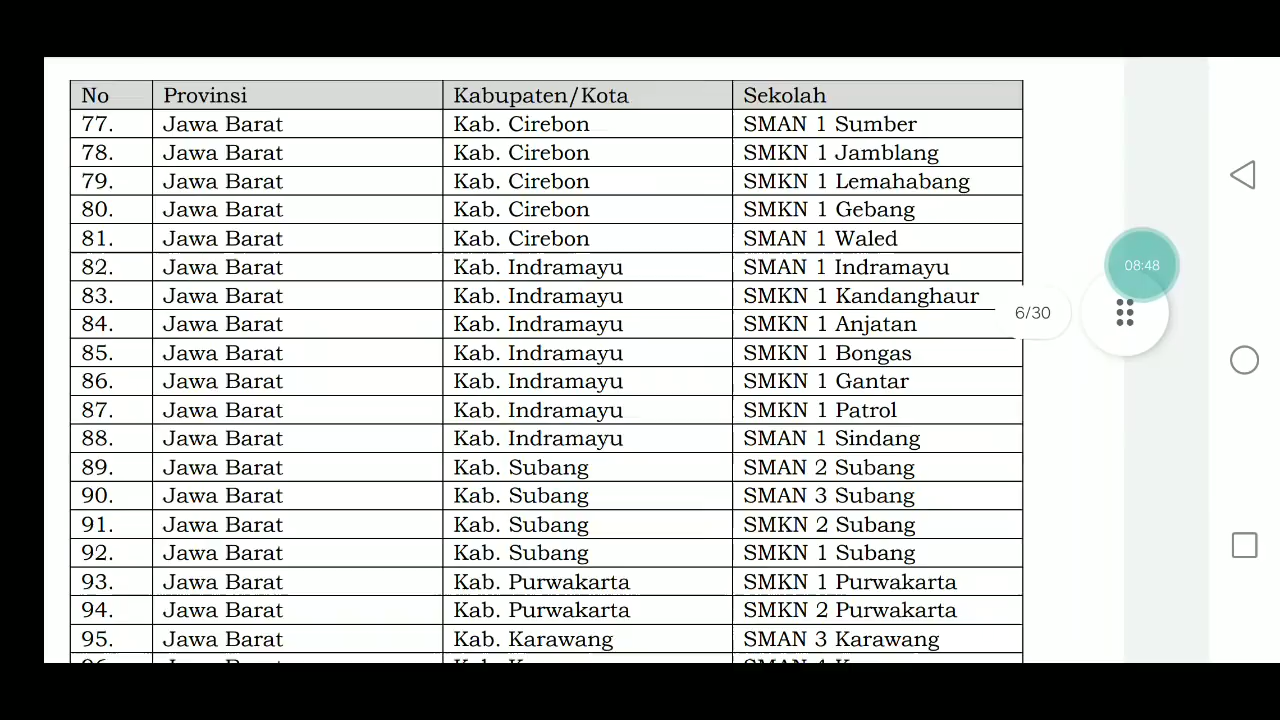 No Provinsi Kabupaten/Kota Sekolah
77. Jawa Barat Kab. Cirebon SMAN 1 Sumber
78. Jawa Barat Kab. Cirebon SMKN 1 Jamblang
79. Jawa Barat Kab. Cirebon SMKN 1 Lemahabang
80. Jawa Barat Kab. Cirebon SMKN 1 Gebang
81. Jawa Barat Kab. Cirebon SMAN 1 Waled
82. Jawa Barat Kab. Indramayu SMAN 1 Indramayu
83. Jawa Barat Kab. Indramayu SMKN 1 Kandanghaur
84. Jawa Barat Kab. Indramayu SMKN 1 Anjatan
85. Jawa Barat Kab. Indramayu SMKN 1 Bongas
86. Jawa Barat Kab. Indramayu SMKN 1 Gantar
87. Jawa Barat Kab. Indramayu SMKN 1 Patrol
88. Jawa Barat Kab. Indramayu SMAN 1 Sindang
89. Jawa Barat Kab. Subang SMAN 2 Subang
90. Jawa Barat Kab. Subang SMAN 3 Subang
91. Jawa Barat Kab. Subang SMKN 2 Subang
92. Jawa Barat Kab. Subang SMKN 1 Subang
93. Jawa Barat Kab. Purwakarta SMKN 1 Purwakarta
94. Jawa Barat Kab. Purwakarta SMKN 2 Purwakarta
95. Jawa Barat Kab. Karawang SMAN 3 Karawang
08:48
6/30